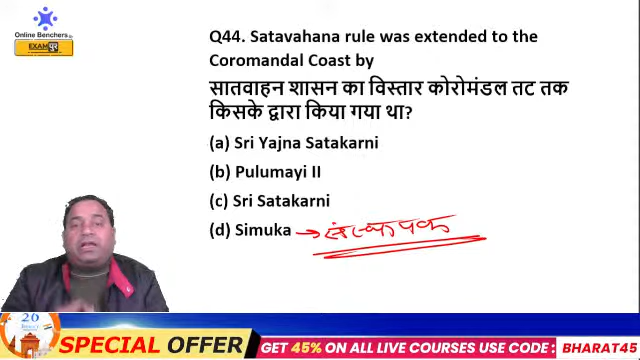 Online Benchers
EXAM पुर
Q44. Satavahana rule was extended to the
Coromandal Coast by
सातवाहन शासन का विस्तार कोरोमंडल तट तक
किसके द्वारा किया गया था?
(a) Sri Yajna Satakarni
(b) Pulumayi II
(c) Sri Satakarni
(d) Simuka → संस्थापक
26
SPECIAL OFFER
GET 45% ON ALL LIVE COURSES USE CODE : BHARAT45